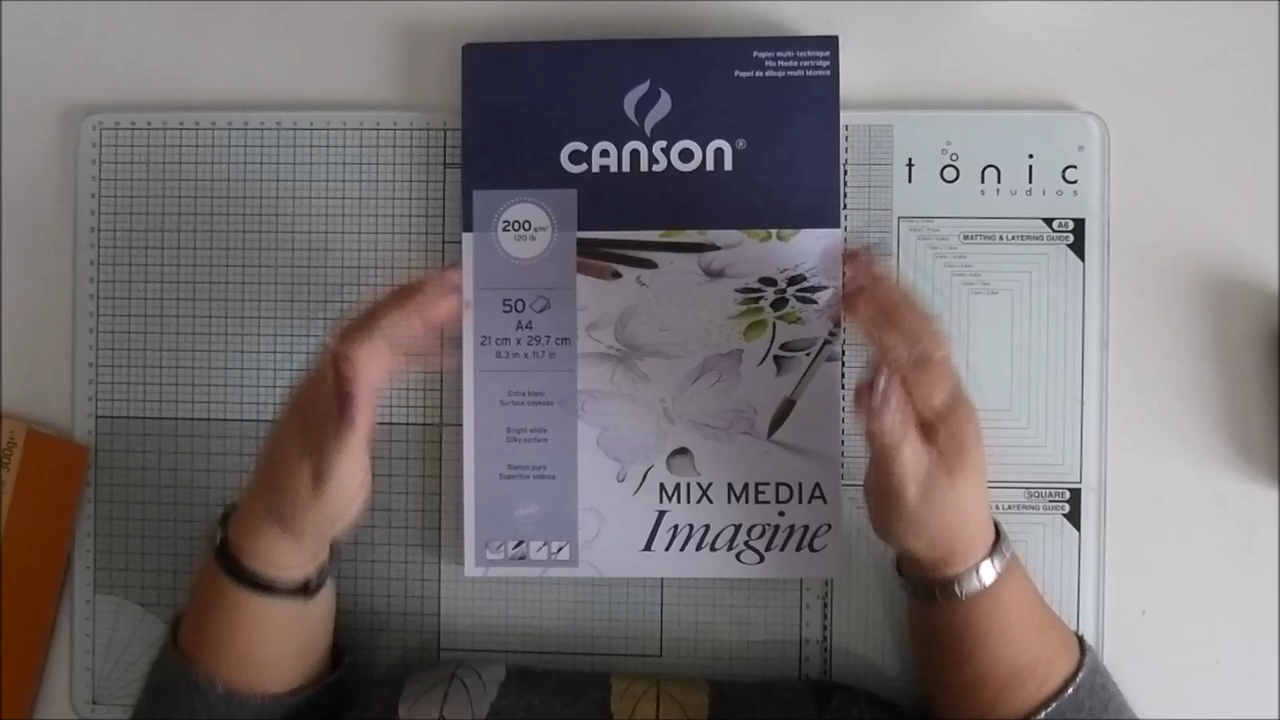 Papier multi-technique
Mix Media cartridge
Papel de dibujo multi técnica
CANSON®
200 g/m²
120 lb
50
A4
21 cm x 29,7 cm
8.3 in x 11.7 in
Extra blanc
Surface soyeuse
Bright white
Silky surface
Blanco puro
Superficie sedosa
MIX MEDIA
Imagine
tonic®
studios
A6
MATTING & LAYERING GUIDE
SQUARE
& LAYERING GUIDE
300g